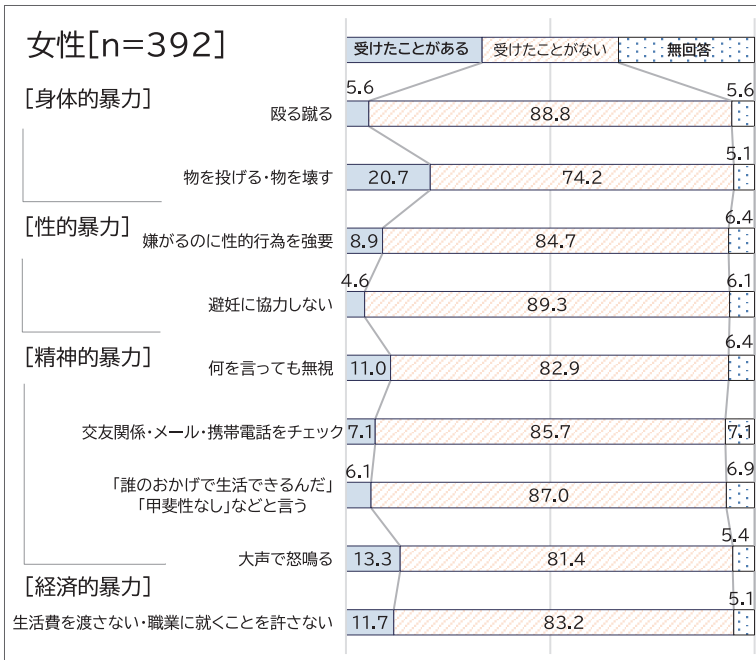 女性[n=392]
受けたことがある 受けたことがない 無回答
[身体的暴力]
殴る蹴る 5.6 88.8 5.6
物を投げる・物を壊す 20.7 74.2 5.1
[性的暴力]
嫌がるのに性的行為を強要 8.9 84.7 6.4
避妊に協力しない 4.6 89.3 6.1
[精神的暴力]
何を言っても無視 11.0 82.9 6.4
交友関係・メール・携帯電話をチェック 7.1 85.7 7.1
「誰のおかげで生活できるんだ」
「甲斐性なし」などと言う 6.1 87.0 6.9
大声で怒鳴る 13.3 81.4 5.4
[経済的暴力]
生活費を渡さない・職業に就くことを許さない 11.7 83.2 5.1